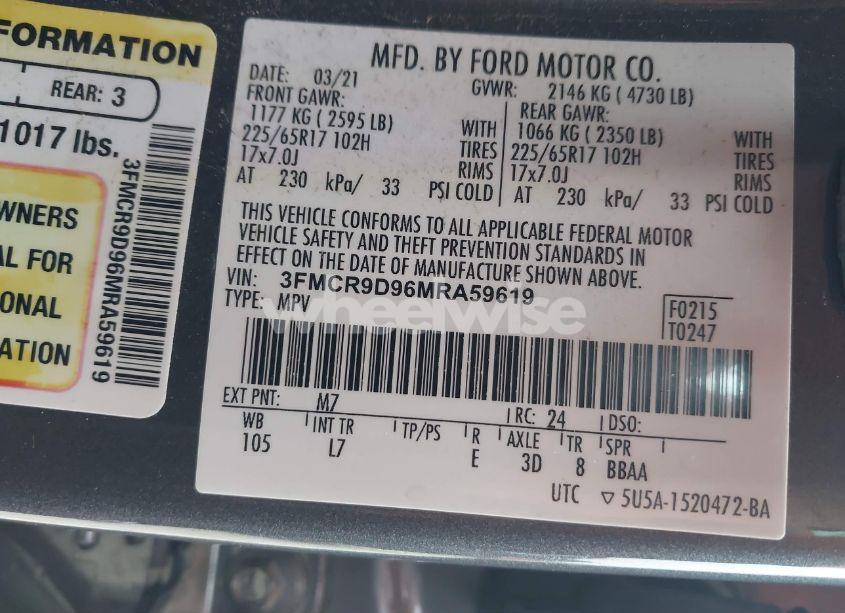 FORMATION
REAR: 3
1017 lbs.
WNERS
AL FOR
ONAL
ATION
3FMCR9D96MRA59619
MFD. BY FORD MOTOR CO.
DATE: 03/21 GVWR: 2146 KG ( 4730 LB)
FRONT GAWR: REAR GAWR:
1177 KG ( 2595 LB) WITH 1066 KG ( 2350 LB) WITH
225/65R17 102H TIRES 225/65R17 102H TIRES
17x7.0J RIMS 17x7.0J RIMS
AT 230 kPa/ 33 PSI COLD AT 230 kPa/ 33 PSI COLD
THIS VEHICLE CONFORMS TO ALL APPLICABLE FEDERAL MOTOR
VEHICLE SAFETY AND THEFT PREVENTION STANDARDS IN
EFFECT ON THE DATE OF MANUFACTURE SHOWN ABOVE.
VIN: 3FMCR9D96MRA59619
TYPE: MPV
F0215
T0247
wheelwise
EXT PNT: M7 RC: 24 DSO:
WB INT TR TP/PS R AXLE TR SPR
105 L7 E 3D 8 BBAA
UTC ▽ 5U5A-1520472-BA